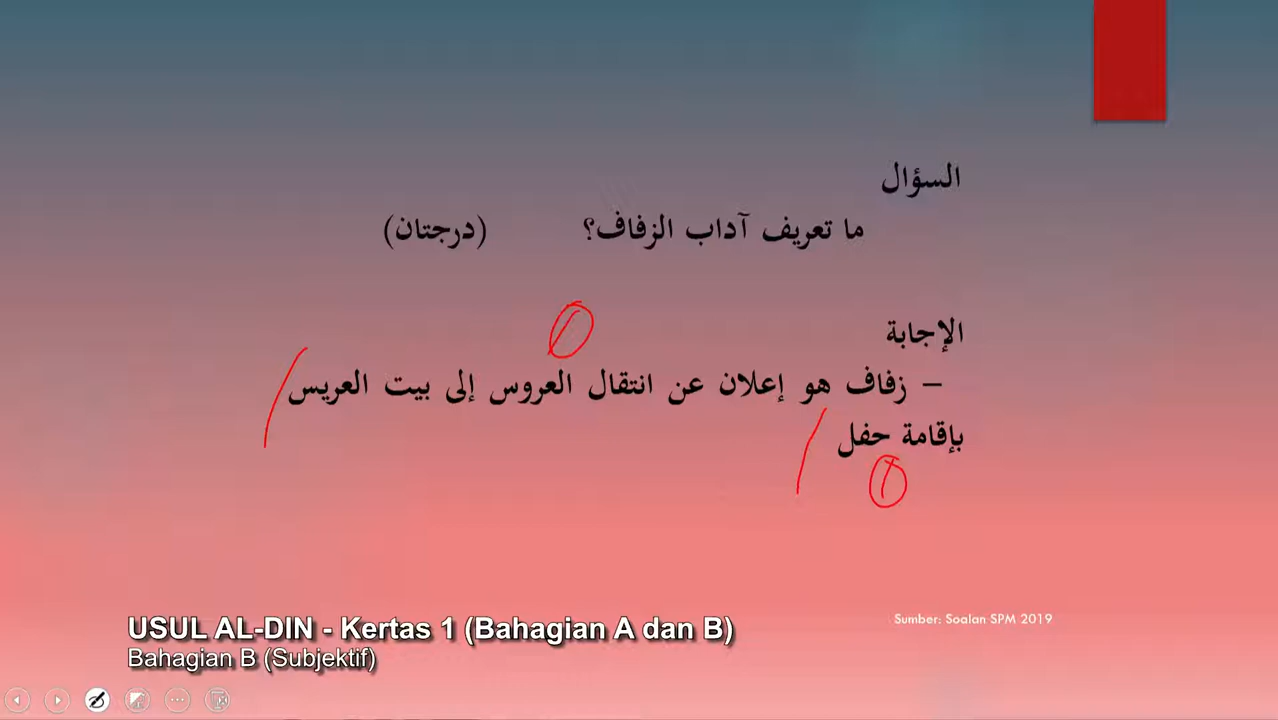 السؤال
ما تعريف آداب الزفاف؟ (درجتان)
الإجابة
– زفاف هو إعلان عن انتقال العروس إلى بيت العريس
بإقامة حفل
Sumber: Soalan SPM 2019
USUL AL-DIN - Kertas 1 (Bahagian A dan B)
Bahagian B (Subjektif)